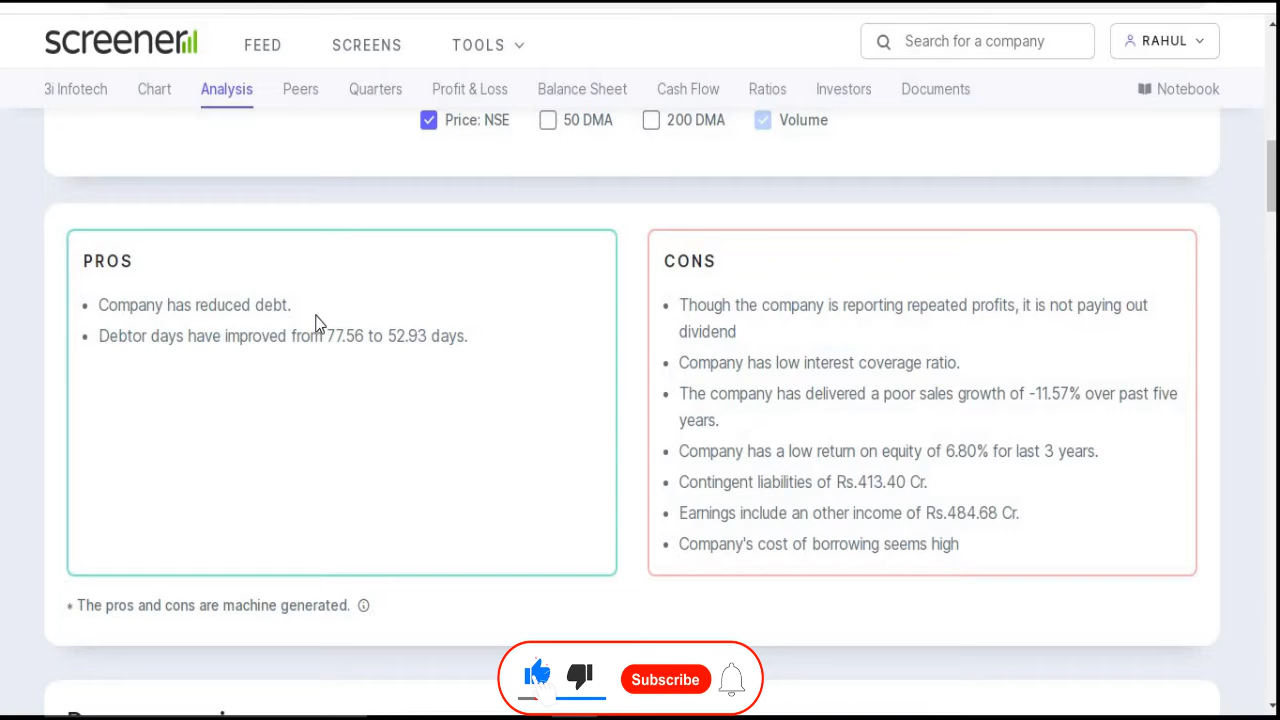 screener
FEED
SCREENS
TOOLS
Search for a company
RAHUL
3i Infotech
Chart
Analysis
Peers
Quarters
Profit & Loss
Balance Sheet
Cash Flow
Ratios
Investors
Documents
Notebook
Price: NSE
50 DMA
200 DMA
Volume
PROS
• Company has reduced debt.
• Debtor days have improved from 77.56 to 52.93 days.
CONS
• Though the company is reporting repeated profits, it is not paying out
dividend
• Company has low interest coverage ratio.
• The company has delivered a poor sales growth of -11.57% over past five
years.
• Company has a low return on equity of 6.80% for last 3 years.
• Contingent liabilities of Rs.413.40 Cr.
• Earnings include an other income of Rs.484.68 Cr.
• Company's cost of borrowing seems high
* The pros and cons are machine generated.
Subscribe